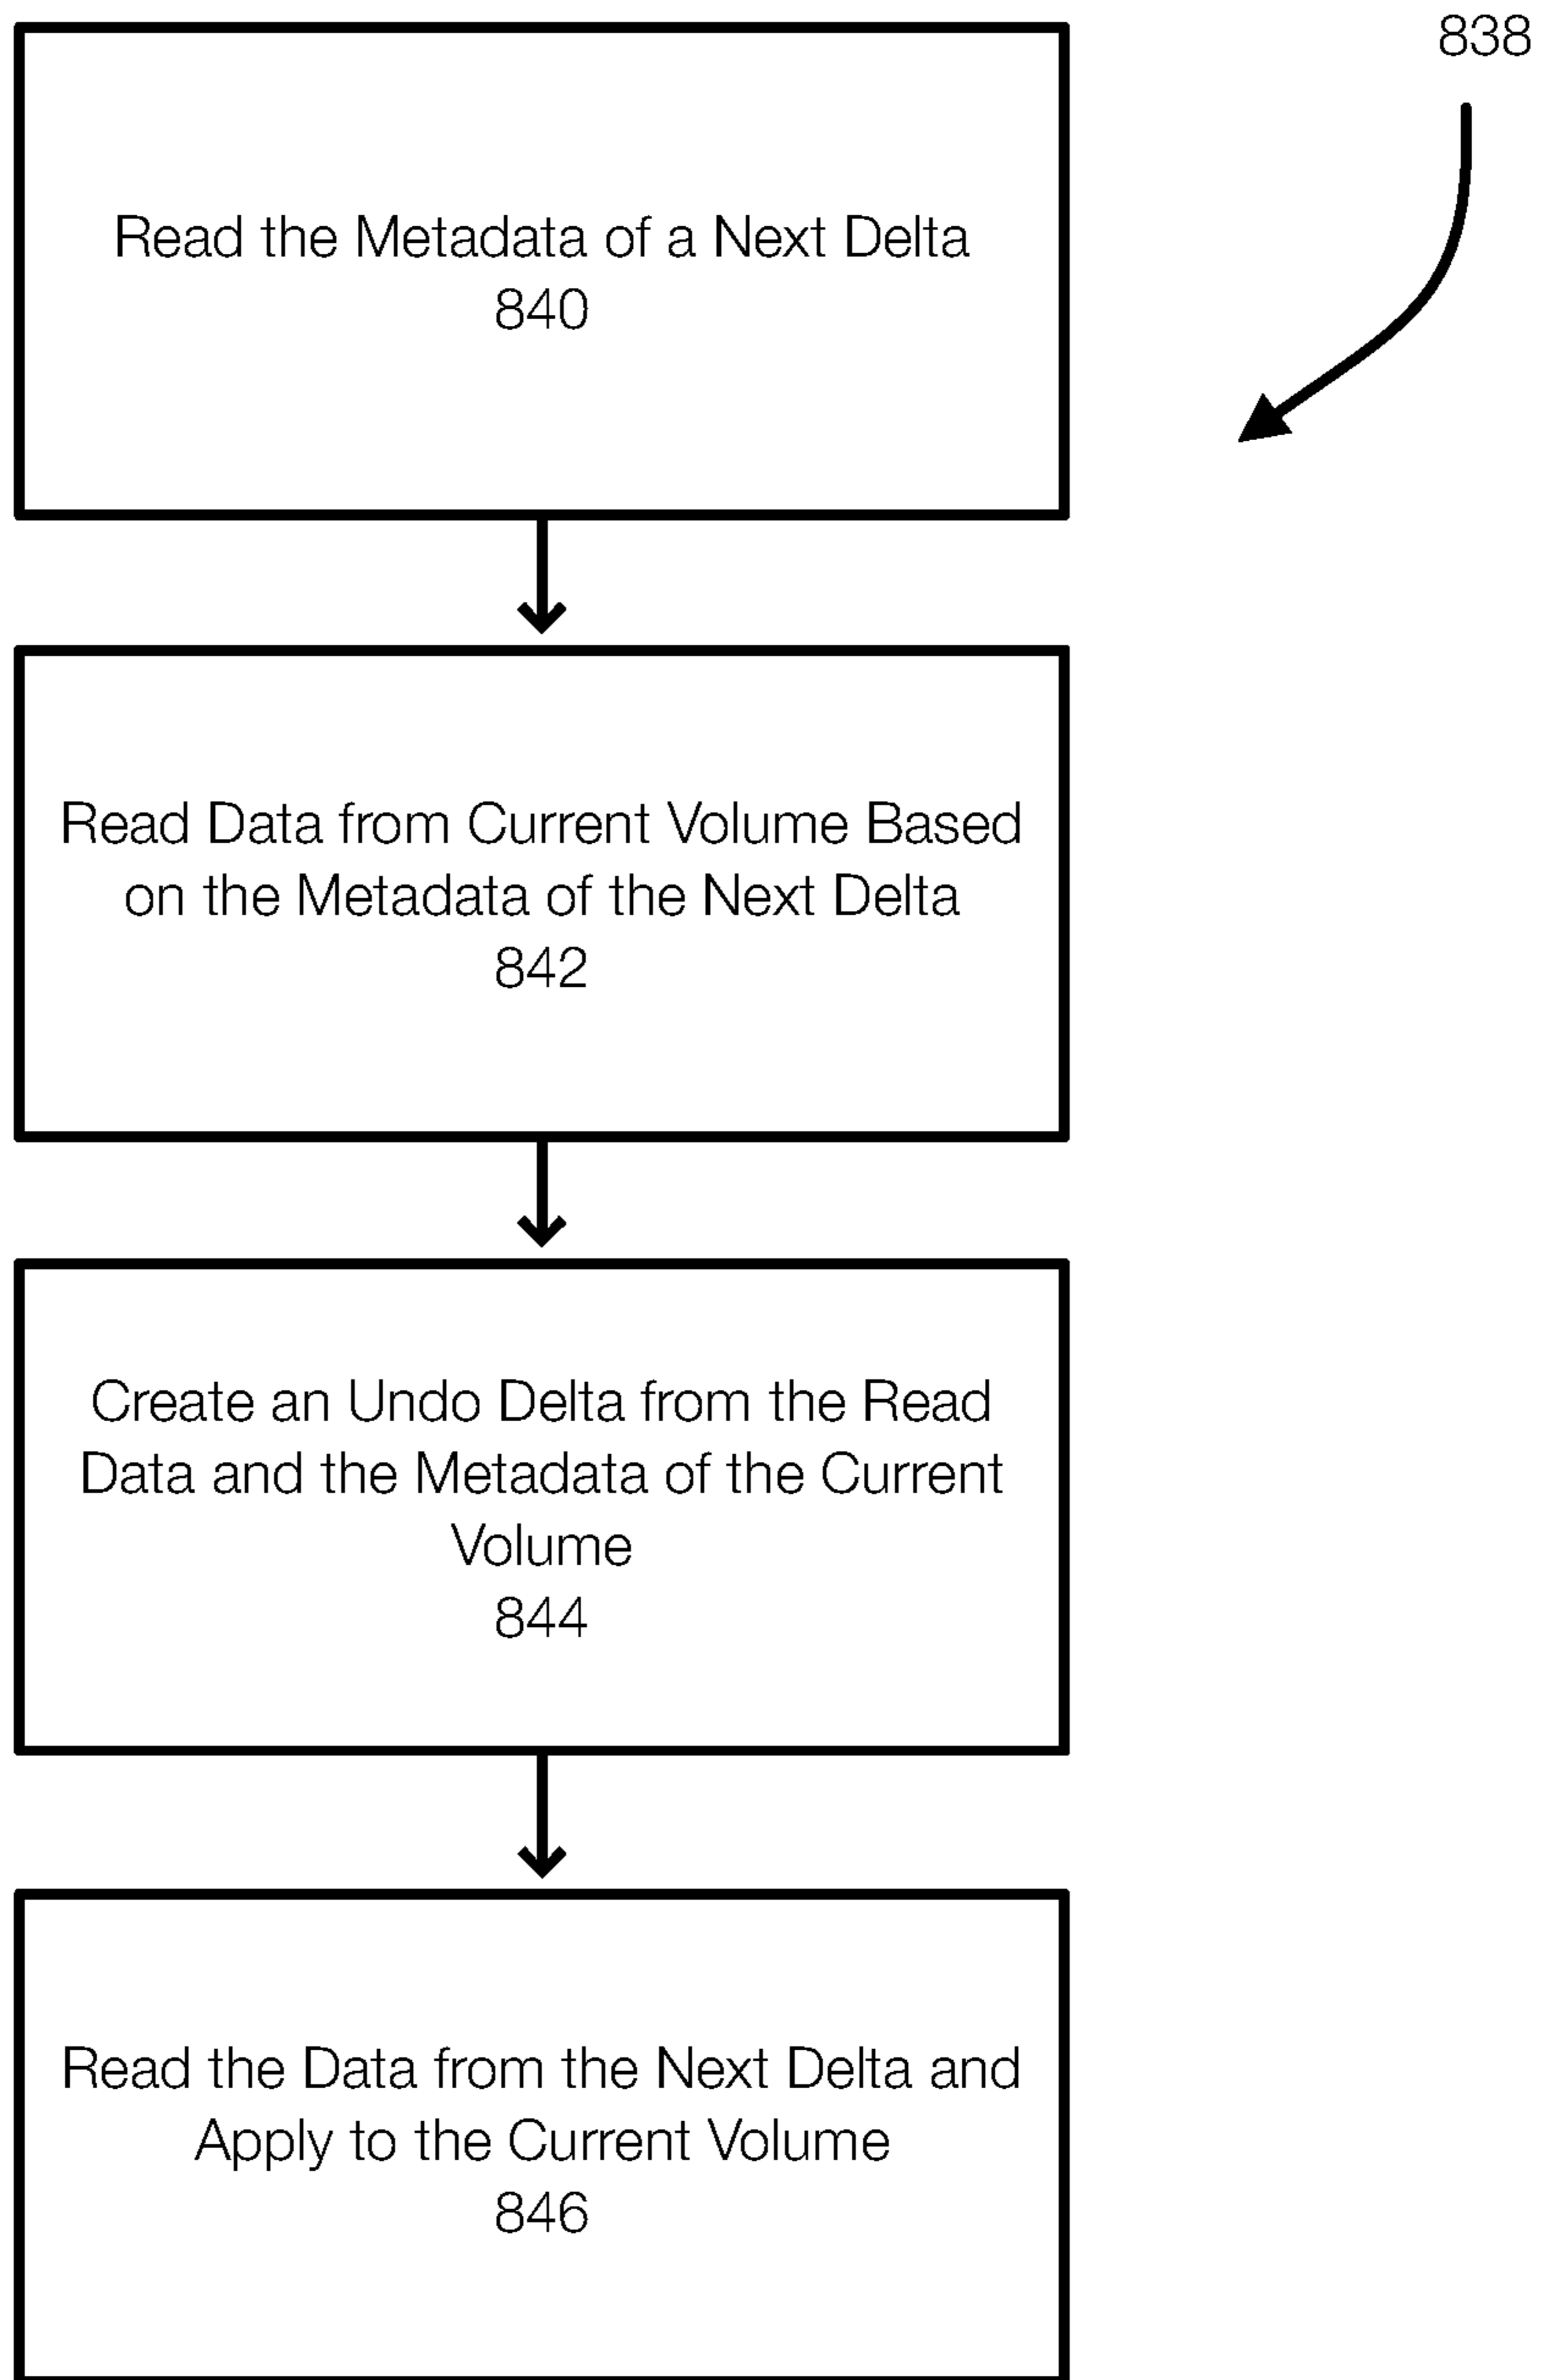 838
Read the Metadata of a Next Delta
840
Read Data from Current Volume Based
on the Metadata of the Next Delta
842
Create an Undo Delta from the Read
Data and the Metadata of the Current
Volume
844
Read the Data from the Next Delta and
Apply to the Current Volume
846